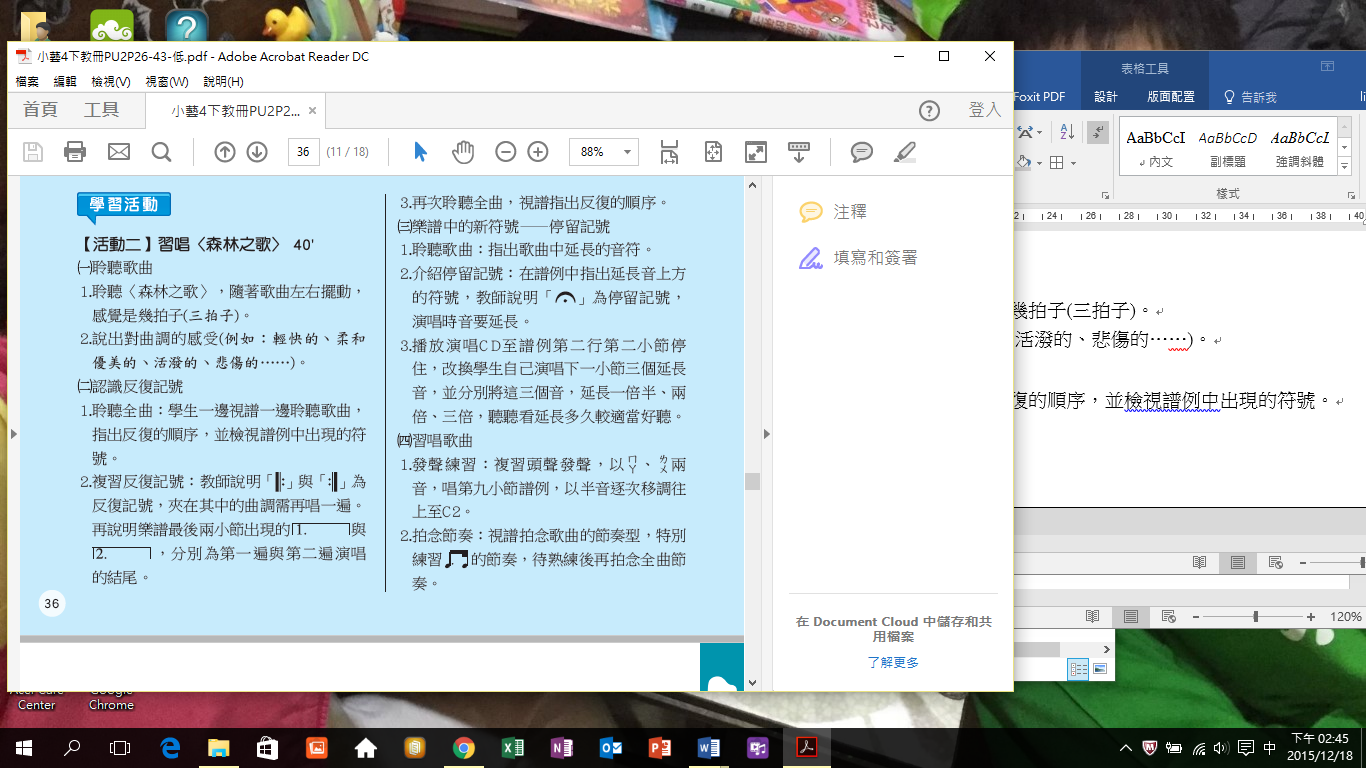 小藝4下教冊PU2P26-43-低.pdf - Adobe Acrobat Reader DC
檔案 編輯 檢視(V) 視窗(W) 說明(H)
首頁 工具 小藝4下教冊PU2P2... × 登入
36 (11 / 18) 88%
學習活動
【活動二】習唱〈森林之歌〉 40'
㈠聆聽歌曲
1.聆聽〈森林之歌〉,隨著歌曲左右擺動,
感覺是幾拍子(三拍子)。
2.說出對曲調的感受(例如:輕快的、柔和
優美的、活潑的、悲傷的……)。
㈡認識反復記號
1.聆聽全曲:學生一邊視譜一邊聆聽歌曲,
指出反復的順序,並檢視譜例中出現的符
號。
2.複習反復記號:教師說明「𝄆」與「𝄇」為
反復記號,夾在其中的曲調需再唱一遍。
再說明樂譜最後兩小節出現的1. 與
2. ,分別為第一遍與第二遍演唱
的結尾。
36
3.再次聆聽全曲,視譜指出反復的順序。
㈢樂譜中的新符號——停留記號
1.聆聽歌曲:指出歌曲中延長的音符。
2.介紹停留記號:在譜例中指出延長音上方
的符號,教師說明「𝄐」為停留記號,
演唱時音要延長。
3.播放演唱CD至譜例第二行第二小節停
住,改換學生自己演唱下一小節三個延長
音,並分別將這三個音,延長一倍半、兩
倍、三倍,聽聽看延長多久較適當好聽。
㈣習唱歌曲
1.發聲練習:複習頭聲發聲,以ㄇㄚ、ㄌㄨ兩
音,唱第九小節譜例,以半音逐次移調往
上至C2。
2.拍念節奏:視譜拍念歌曲的節奏型,特別
練習 的節奏,待熟練後再拍念全曲節
奏。
注釋
填寫和簽署
在 Document Cloud 中儲存和共
用檔案
了解更多
表格工具
Foxit PDF 設計 版面配置 告訴我 li
AaBbCcI AaBbCcD AaBbCcI
內文 副標題 強調斜體
樣式
22 24 26 28 30 32 34 36 38 40
幾拍子(三拍子)。
活潑的、悲傷的……)。
復的順序,並檢視譜例中出現的符號。
120%
Acer Care
Center
Google
Chrome
中
下午 02:45
2015/12/18